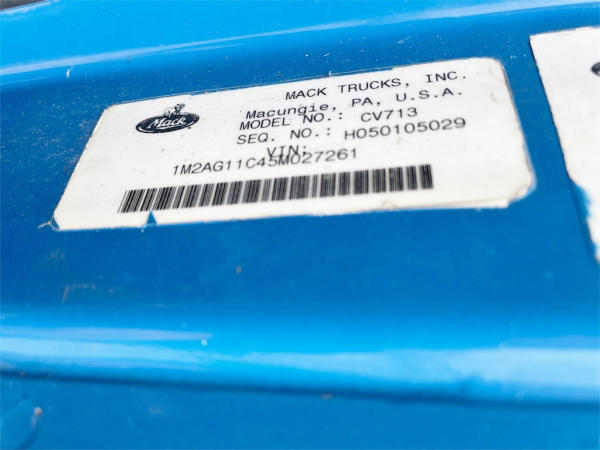 Mack
MACK TRUCKS, INC.
Macungie, PA, U.S.A.
MODEL NO.: CV713
SEQ. NO.: H050105029
VIN:
1M2AG11C45M027261